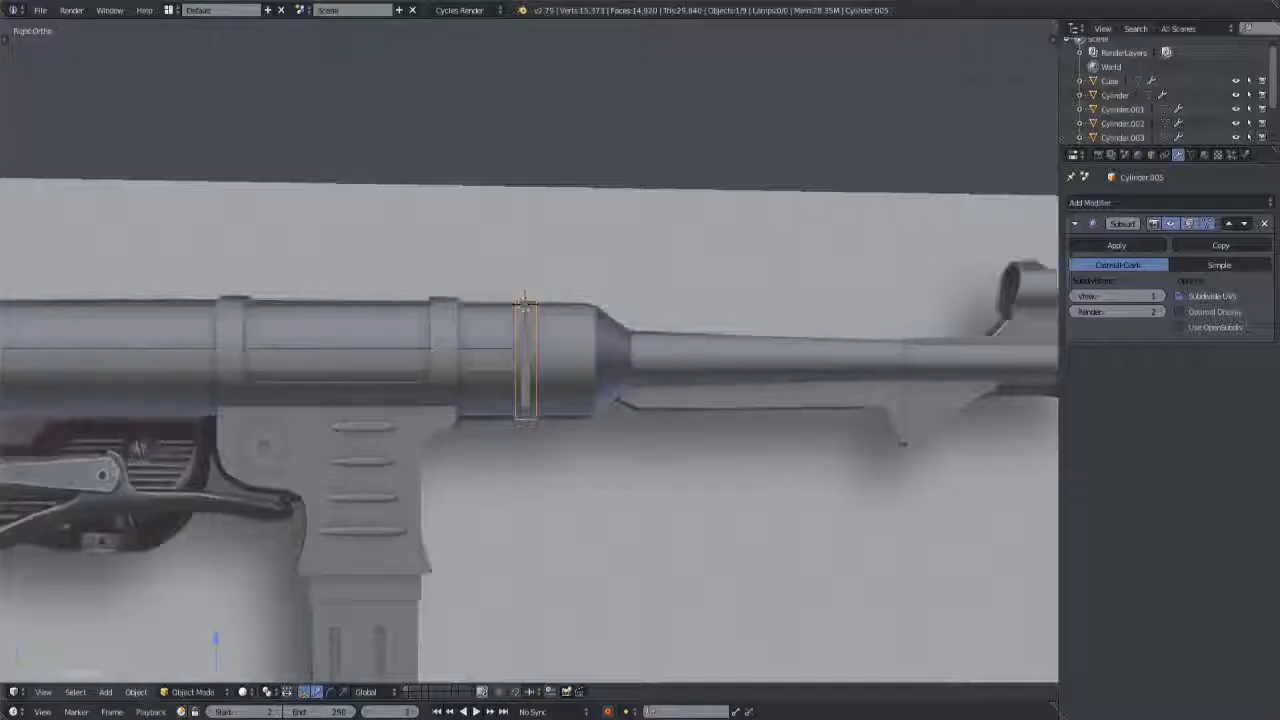 File Render Window Help Default Scene Cycles Render v2.79 | Verts:15,373 | Faces:14,920 | Tris:29,840 | Objects:1/9 | Lamps:0/0 | Mem:28.35M | Cylinder.005
Right Ortho
View Search All Scenes
Scene
RenderLayers
World
Cube
Cylinder
Cylinder.001
Cylinder.002
Cylinder.003
Cylinder.005
Add Modifier
Subsurf
Apply Copy
Catmull-Clark Simple
Subdivisions: Options:
View: 1 Subdivide UVs
Render: 2 Optimal Display
Use OpenSubdiv
View Select Add Object Object Mode Global
View Marker Frame Playback Start: 2 End: 250 No Sync